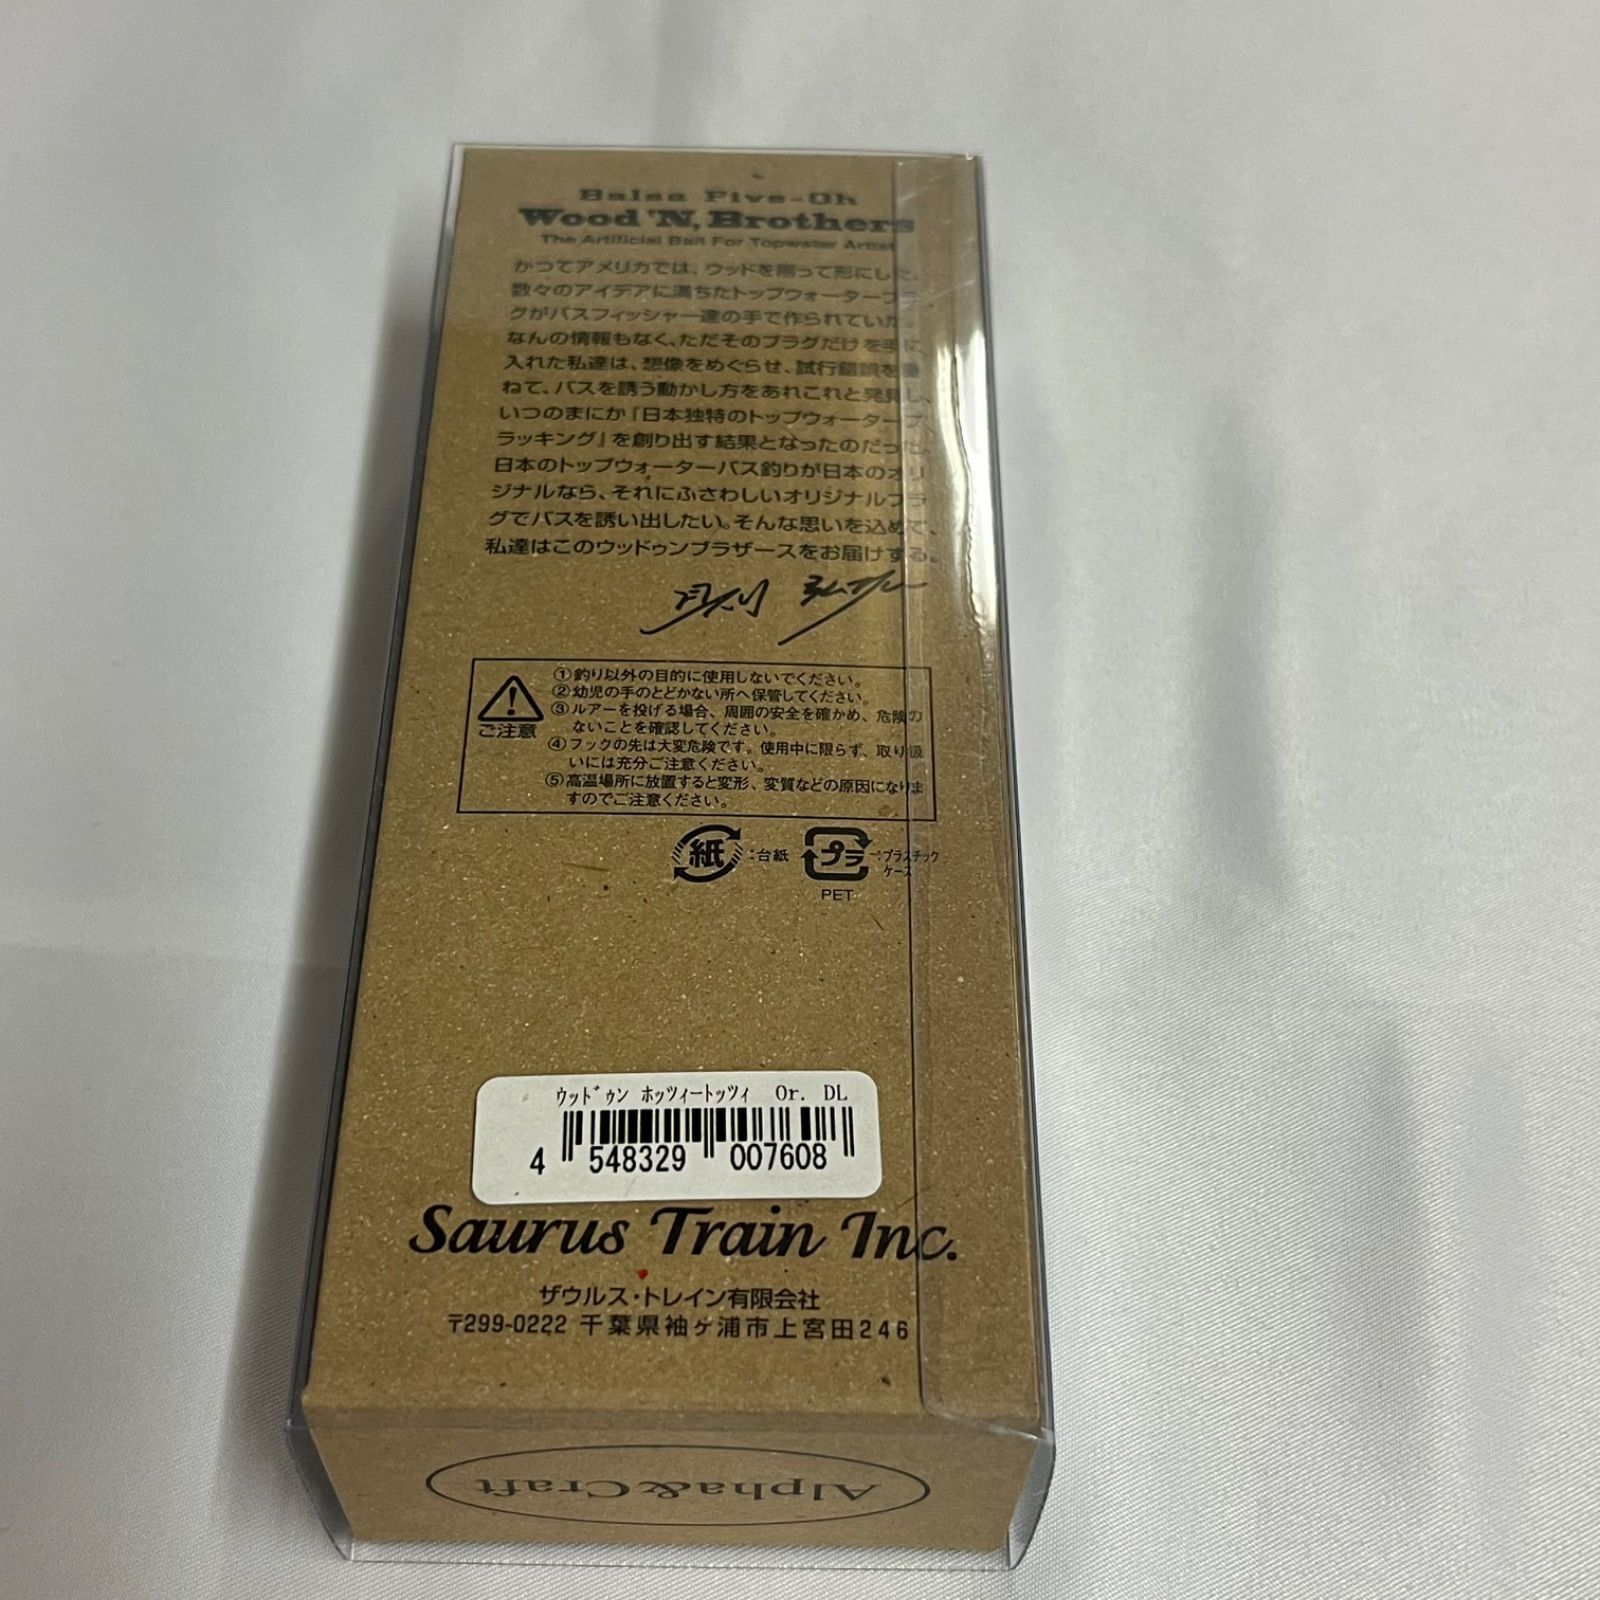 Balsa Five-Oh
Wood 'N, Brothers
The Artificial Bait For Topwater Artist
かつてアメリカでは、ウッドを削って形にした、
数々のアイデアに満ちたトップウォータープラ
グがバスフィッシャー達の手で作られていた。
なんの情報もなく、ただそのプラグだけを手に
入れた私達は、想像をめぐらせ、試行錯誤を重
ねて、バスを誘う動かし方をあれこれと発見し、
いつのまにか『日本独特のトップウォータープ
ラッキング』を創り出す結果となったのだった。
日本のトップウォーターバス釣りが日本のオリ
ジナルなら、それにふさわしいオリジナルプラ
グでバスを誘い出したい。そんな思いを込めて、
私達はこのウッドゥンブラザースをお届けする。
ご注意
①釣り以外の目的に使用しないでください。
②幼児の手のとどかない所へ保管してください。
③ルアーを投げる場合、周囲の安全を確かめ、危険の
ないことを確認してください。
④フックの先は大変危険です。使用中に限らず、取り扱
いには充分ご注意ください。
⑤高温場所に放置すると変形、変質などの原因になりま
すのでご注意ください。
紙 :台紙 プラ :プラスチック
ケース
PET
ウッドゥン ホッツィートッツィ Or. DL
4 548329 007608
Saurus Train Inc.
ザウルス・トレイン有限会社
〒299-0222 千葉県袖ヶ浦市上宮田246
Alpha&Craft